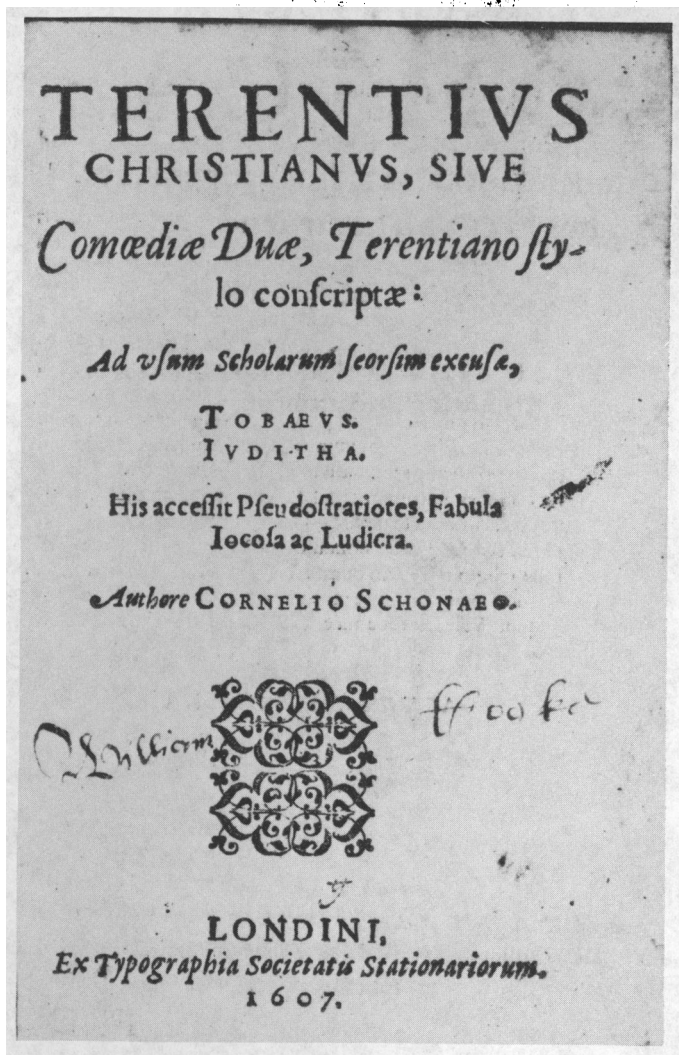 TERENTIVS
CHRISTIANVS, SIVE
Comœdiæ Duæ, Terentiano ſty-
lo conſcriptæ:
Ad vſum Scholarum ſeorſim excuſæ,
TOBAEVS.
IVDITHA.
His acceſſit Pſeudoſtratiotes, Fabula
Iocoſa ac Ludicra.
Authore CORNELIO SCHONAEO.
William ffooke
LONDINI,
Ex Typographia Societatis Stationariorum.
1607.